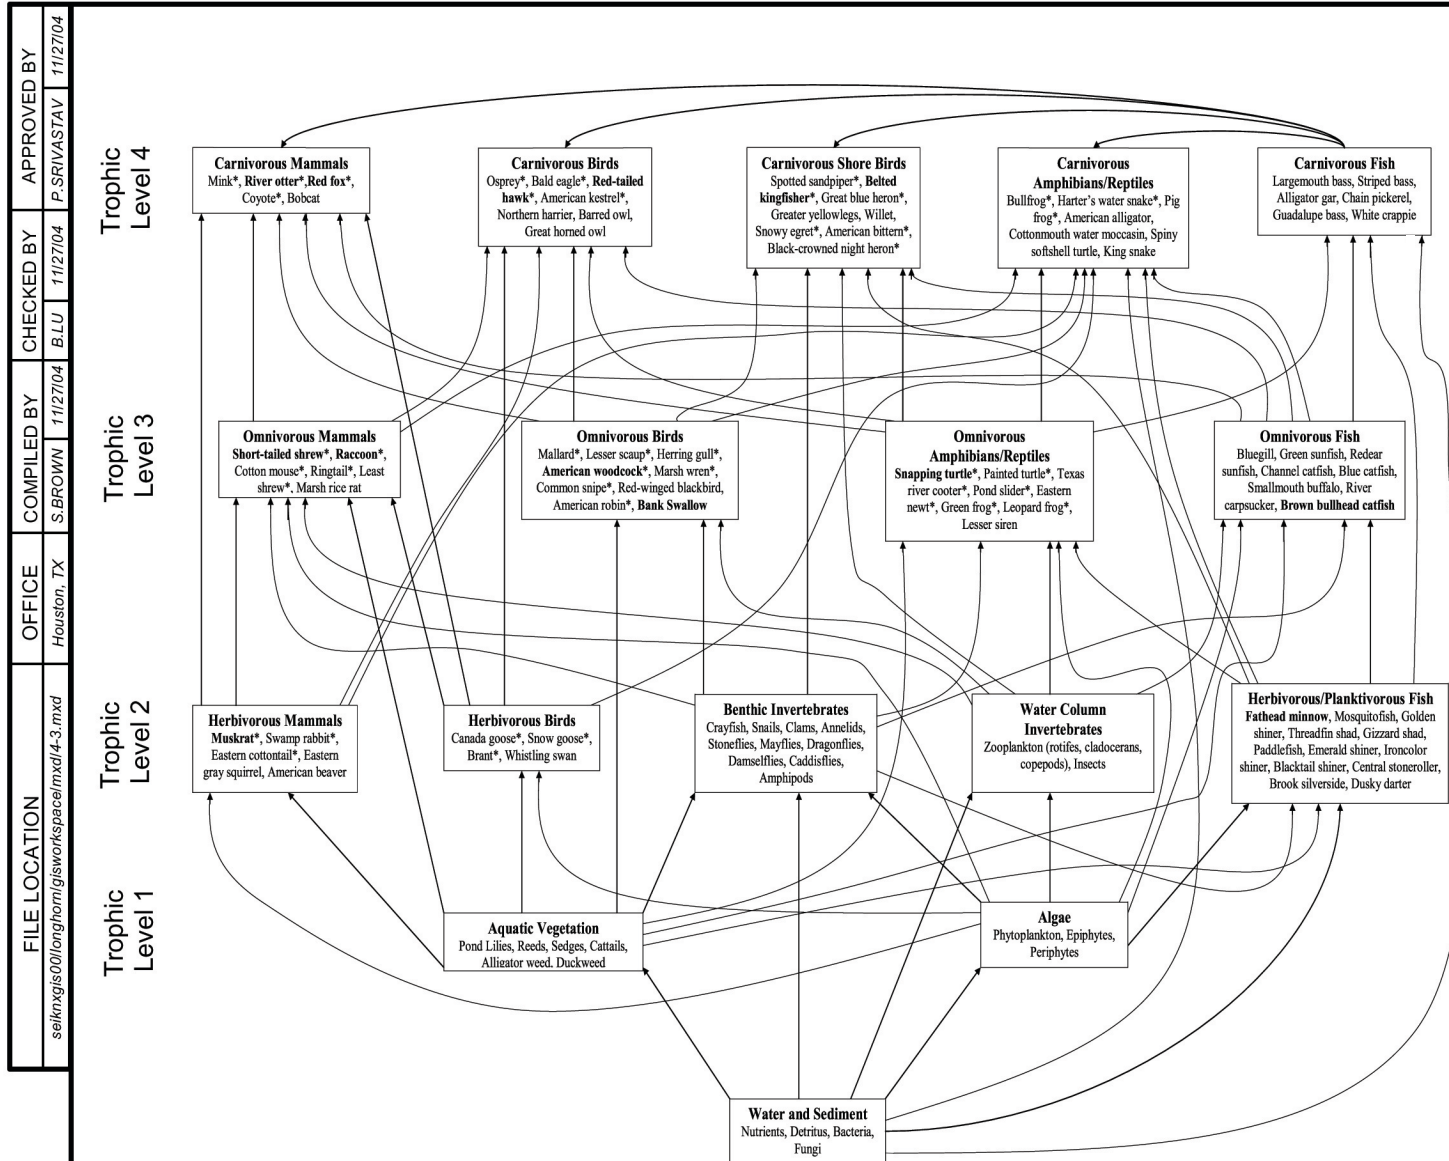 APPROVED BY
P.SRIVASTAV 11/27/04
CHECKED BY
B.LU 11/27/04
COMPILED BY
S.BROWN 11/27/04
OFFICE
Houston, TX
FILE LOCATION
seiknxgis00/longhorn/gisworkspace/mxd/4-3.mxd
Trophic
Level 4
Carnivorous Mammals
Mink*, River otter*,Red fox*,
Coyote*, Bobcat
Carnivorous Birds
Osprey*, Bald eagle*, Red-tailed
hawk*, American kestrel*,
Northern harrier, Barred owl,
Great horned owl
Carnivorous Shore Birds
Spotted sandpiper*, Belted
kingfisher*, Great blue heron*,
Greater yellowlegs, Willet,
Snowy egret*, American bittern*,
Black-crowned night heron*
Carnivorous
Amphibians/Reptiles
Bullfrog*, Harter's water snake*, Pig
frog*, American alligator,
Cottonmouth water moccasin, Spiny
softshell turtle, King snake
Carnivorous Fish
Largemouth bass, Striped bass,
Alligator gar, Chain pickerel,
Guadalupe bass, White crappie
Trophic
Level 3
Omnivorous Mammals
Short-tailed shrew*, Raccoon*,
Cotton mouse*, Ringtail*, Least
shrew*, Marsh rice rat
Omnivorous Birds
Mallard*, Lesser scaup*, Herring gull*,
American woodcock*, Marsh wren*,
Common snipe*, Red-winged blackbird,
American robin*, Bank Swallow
Omnivorous
Amphibians/Reptiles
Snapping turtle*, Painted turtle*, Texas
river cooter*, Pond slider*, Eastern
newt*, Green frog*, Leopard frog*,
Lesser siren
Omnivorous Fish
Bluegill, Green sunfish, Redear
sunfish, Channel catfish, Blue catfish,
Smallmouth buffalo, River
carpsucker, Brown bullhead catfish
Trophic
Level 2
Herbivorous Mammals
Muskrat*, Swamp rabbit*,
Eastern cottontail*, Eastern
gray squirrel, American beaver
Herbivorous Birds
Canada goose*, Snow goose*,
Brant*, Whistling swan
Benthic Invertebrates
Crayfish, Snails, Clams, Annelids,
Stoneflies, Mayflies, Dragonflies,
Damselflies, Caddisflies,
Amphipods
Water Column
Invertebrates
Zooplankton (rotifes, cladocerans,
copepods), Insects
Herbivorous/Planktivorous Fish
Fathead minnow, Mosquitofish, Golden
shiner, Threadfin shad, Gizzard shad,
Paddlefish, Emerald shiner, Ironcolor
shiner, Blacktail shiner, Central stoneroller,
Brook silverside, Dusky darter
Trophic
Level 1
Aquatic Vegetation
Pond Lilies, Reeds, Sedges, Cattails,
Alligator weed, Duckweed
Algae
Phytoplankton, Epiphytes,
Periphytes
Water and Sediment
Nutrients, Detritus, Bacteria,
Fungi